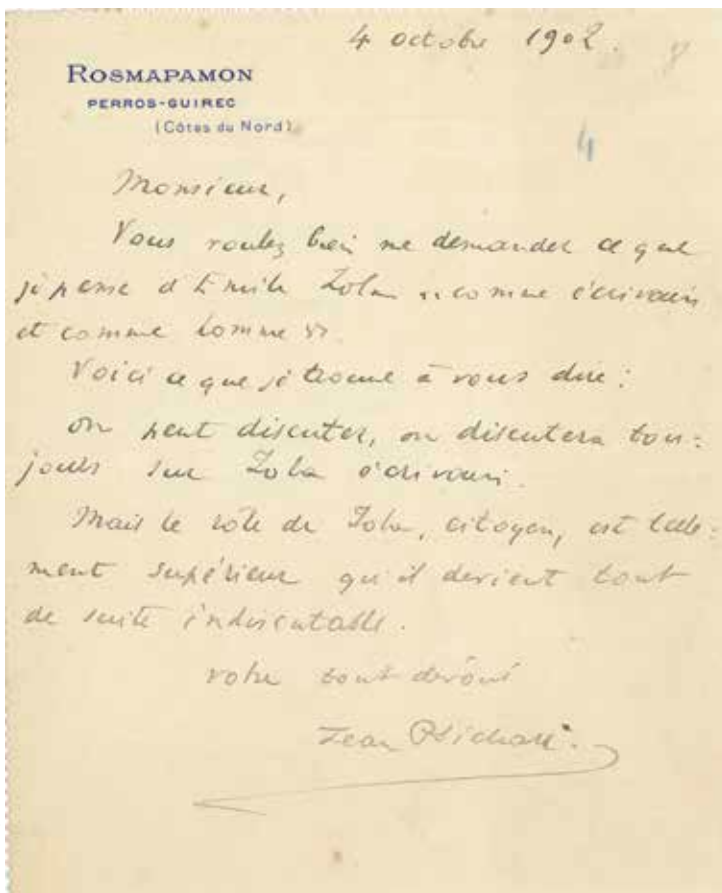 4 octobre 1902.
8
ROSMAPAMON
PERROS-GUIREC
(Côtes du Nord)
4
Monsieur,
Vous voulez bien me demander ce que
je pense d'Emile Zola « comme écrivain
et comme homme ».
Voici ce que je trouve à vous dire :
on peut discuter, on discutera tou-
jours sur Zola écrivain.
Mais le rôle de Zola, citoyen, est telle-
ment supérieur qu'il devient tout
de suite indiscutable.
votre tout dévoué
Jean Psichari.